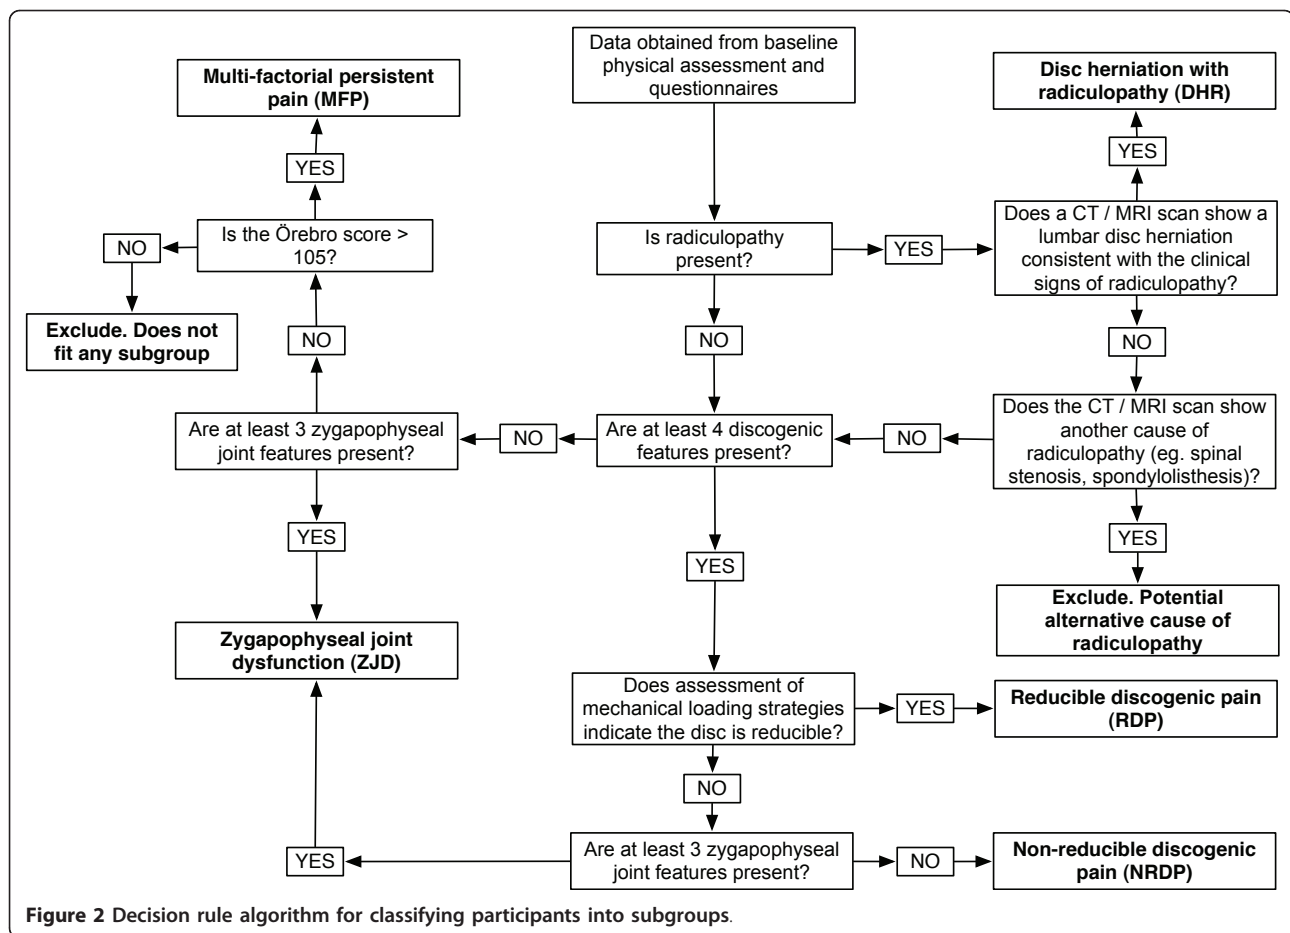 Data obtained from baseline
physical assessment and
questionnaires
Multi-factorial persistent
pain (MFP)
Disc herniation with
radiculopathy (DHR)
YES
YES
Is the Örebro score >
105?
NO
Is radiculopathy
present?
YES
Does a CT / MRI scan show a
lumbar disc herniation
consistent with the clinical
signs of radiculopathy?
Exclude. Does not
fit any subgroup
NO
NO
NO
Are at least 3 zygapophyseal
joint features present?
NO
Are at least 4 discogenic
features present?
NO
Does the CT / MRI scan show
another cause of
radiculopathy (eg. spinal
stenosis, spondylolisthesis)?
YES
YES
YES
Exclude. Potential
alternative cause of
radiculopathy
Zygapophyseal joint
dysfunction (ZJD)
Does assessment of
mechanical loading strategies
indicate the disc is reducible?
YES
Reducible discogenic pain
(RDP)
NO
YES
Are at least 3 zygapophyseal
joint features present?
NO
Non-reducible discogenic
pain (NRDP)
Figure 2 Decision rule algorithm for classifying participants into subgroups.